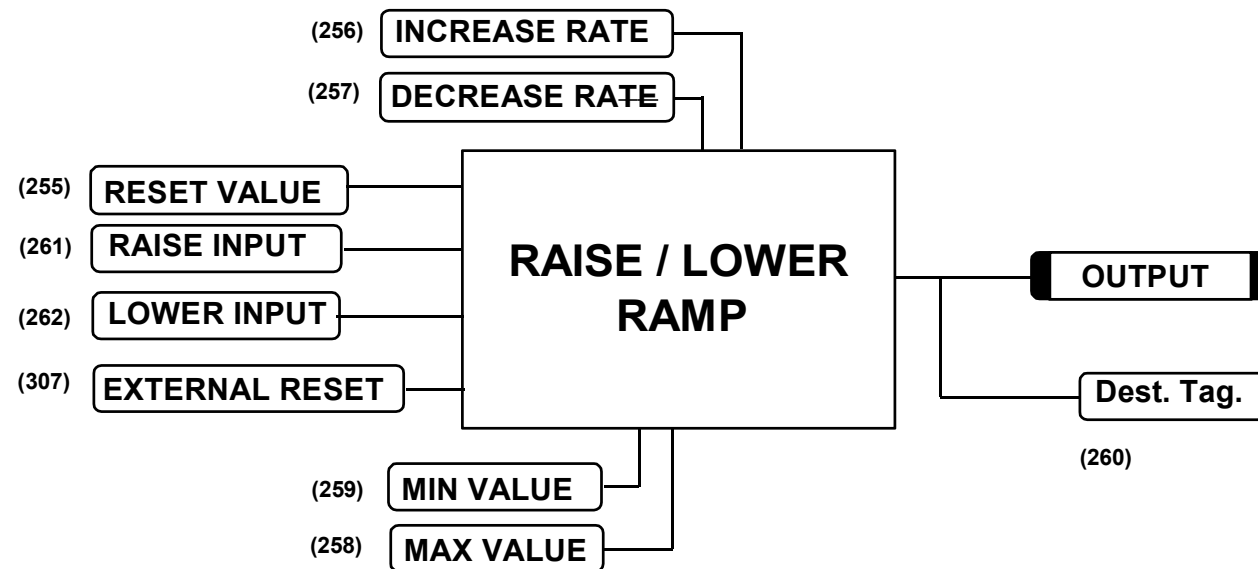 (256) INCREASE RATE
(257) DECREASE RATE
(255) RESET VALUE
(261) RAISE INPUT
(262) LOWER INPUT
(307) EXTERNAL RESET
RAISE / LOWER
RAMP
OUTPUT
Dest. Tag.
(260)
(259) MIN VALUE
(258) MAX VALUE